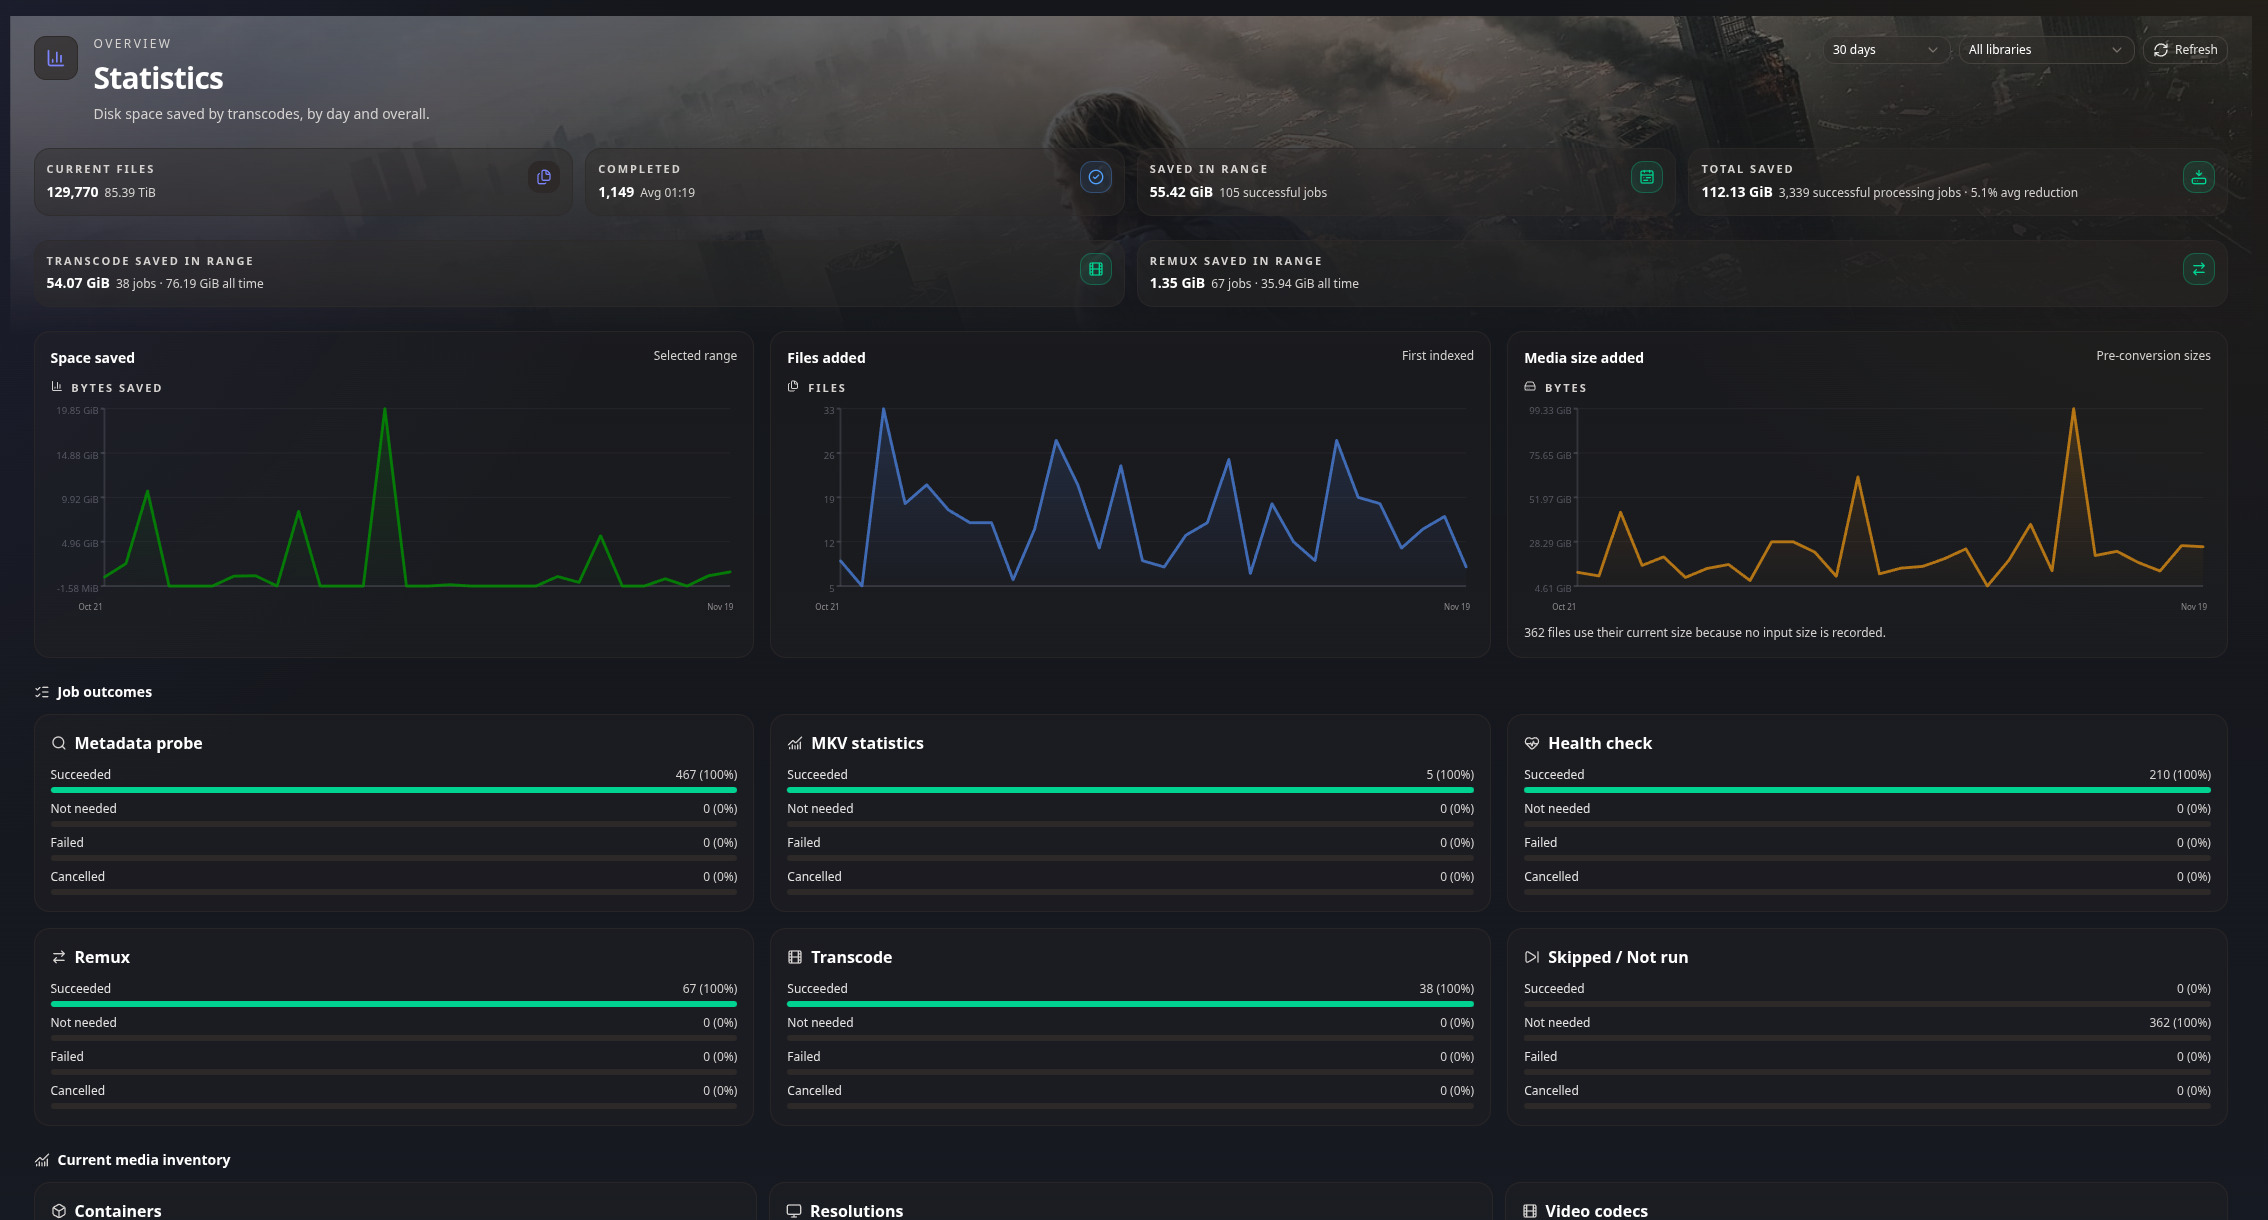 OVERVIEW
Statistics
Disk space saved by transcodes, by day and overall.
30 days
All libraries
Refresh
CURRENT FILES
129,770 85.39 TiB
COMPLETED
1,149 Avg 01:19
SAVED IN RANGE
55.42 GiB 105 successful jobs
TOTAL SAVED
112.13 GiB 3,339 successful processing jobs · 5.1% avg reduction
TRANSCODE SAVED IN RANGE
54.07 GiB 38 jobs · 76.19 GiB all time
REMUX SAVED IN RANGE
1.35 GiB 67 jobs · 35.94 GiB all time
Space saved
Selected range
BYTES SAVED
19.85 GiB
14.88 GiB
9.92 GiB
4.96 GiB
-1.58 MiB
Oct 21
Nov 19
Files added
First indexed
FILES
33
26
19
12
5
Oct 21
Nov 19
Media size added
Pre-conversion sizes
BYTES
99.33 GiB
75.65 GiB
51.97 GiB
28.29 GiB
4.61 GiB
Oct 21
Nov 19
362 files use their current size because no input size is recorded.
Job outcomes
Metadata probe
Succeeded 467 (100%)
Not needed 0 (0%)
Failed 0 (0%)
Cancelled 0 (0%)
MKV statistics
Succeeded 5 (100%)
Not needed 0 (0%)
Failed 0 (0%)
Cancelled 0 (0%)
Health check
Succeeded 210 (100%)
Not needed 0 (0%)
Failed 0 (0%)
Cancelled 0 (0%)
Remux
Succeeded 67 (100%)
Not needed 0 (0%)
Failed 0 (0%)
Cancelled 0 (0%)
Transcode
Succeeded 38 (100%)
Not needed 0 (0%)
Failed 0 (0%)
Cancelled 0 (0%)
Skipped / Not run
Succeeded 0 (0%)
Not needed 362 (100%)
Failed 0 (0%)
Cancelled 0 (0%)
Current media inventory
Containers
Resolutions
Video codecs